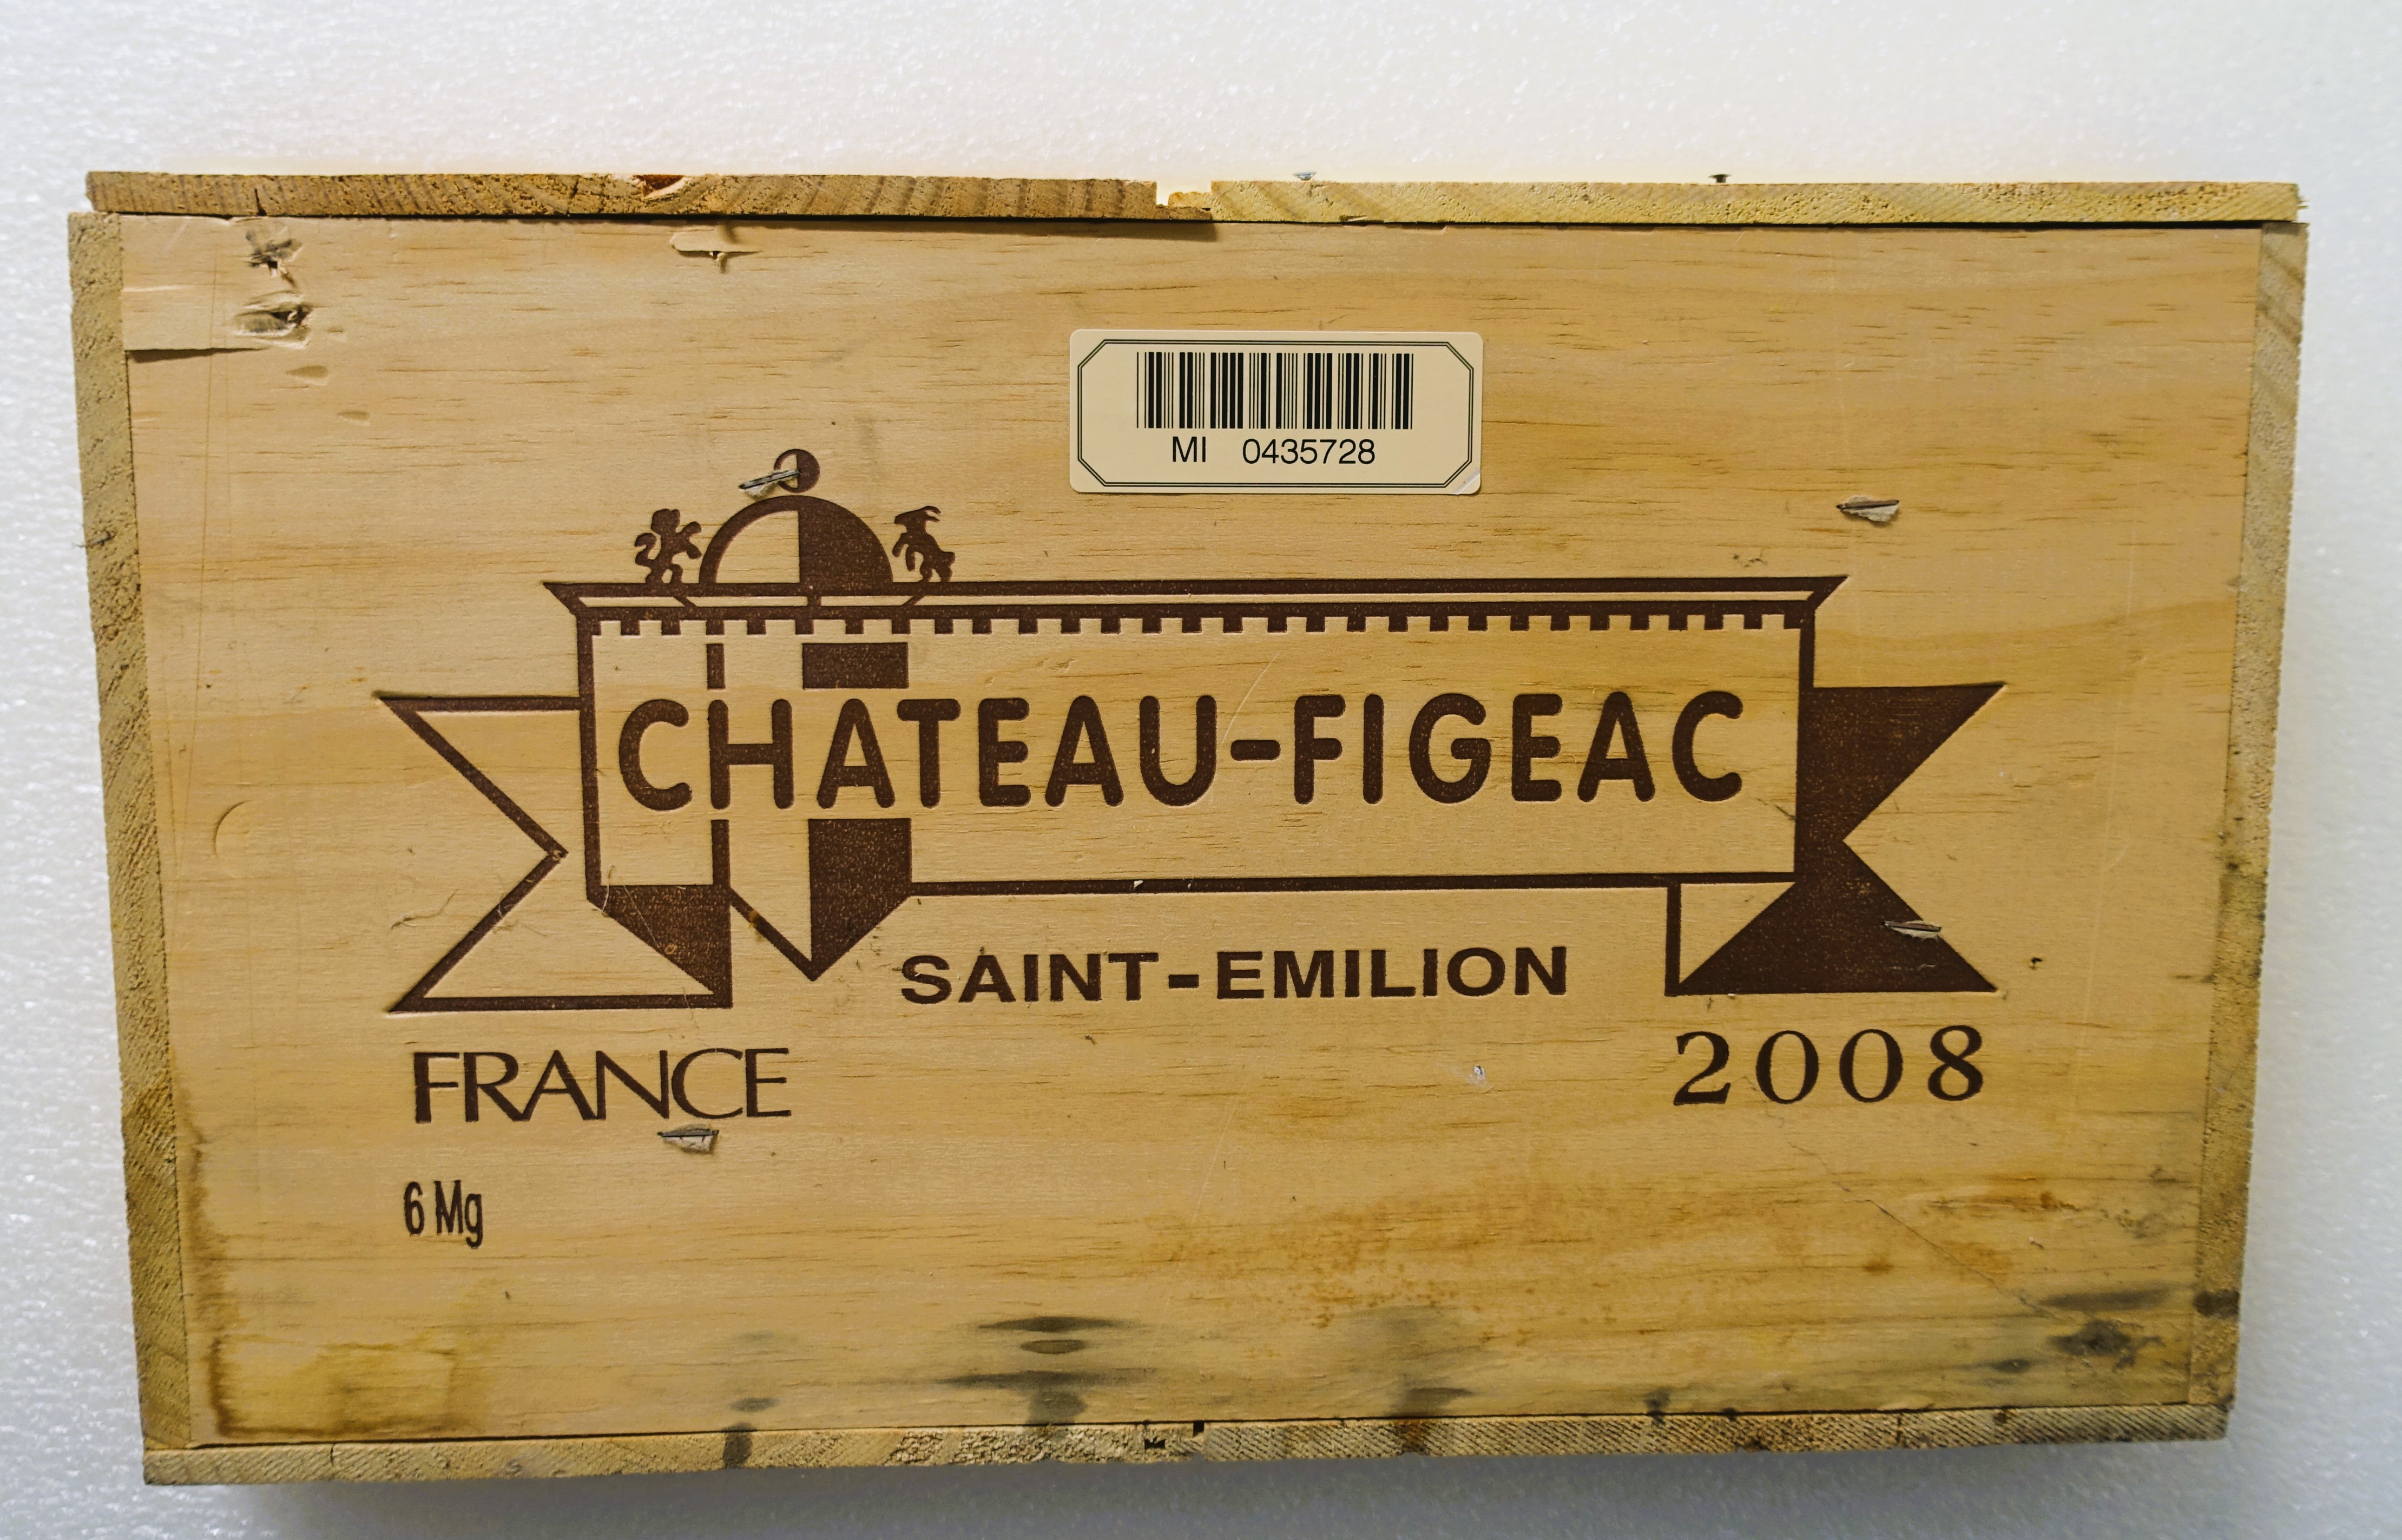 MI 0435728
CHATEAU-FIGEAC
SAINT-EMILION
FRANCE
2008
6 Mg